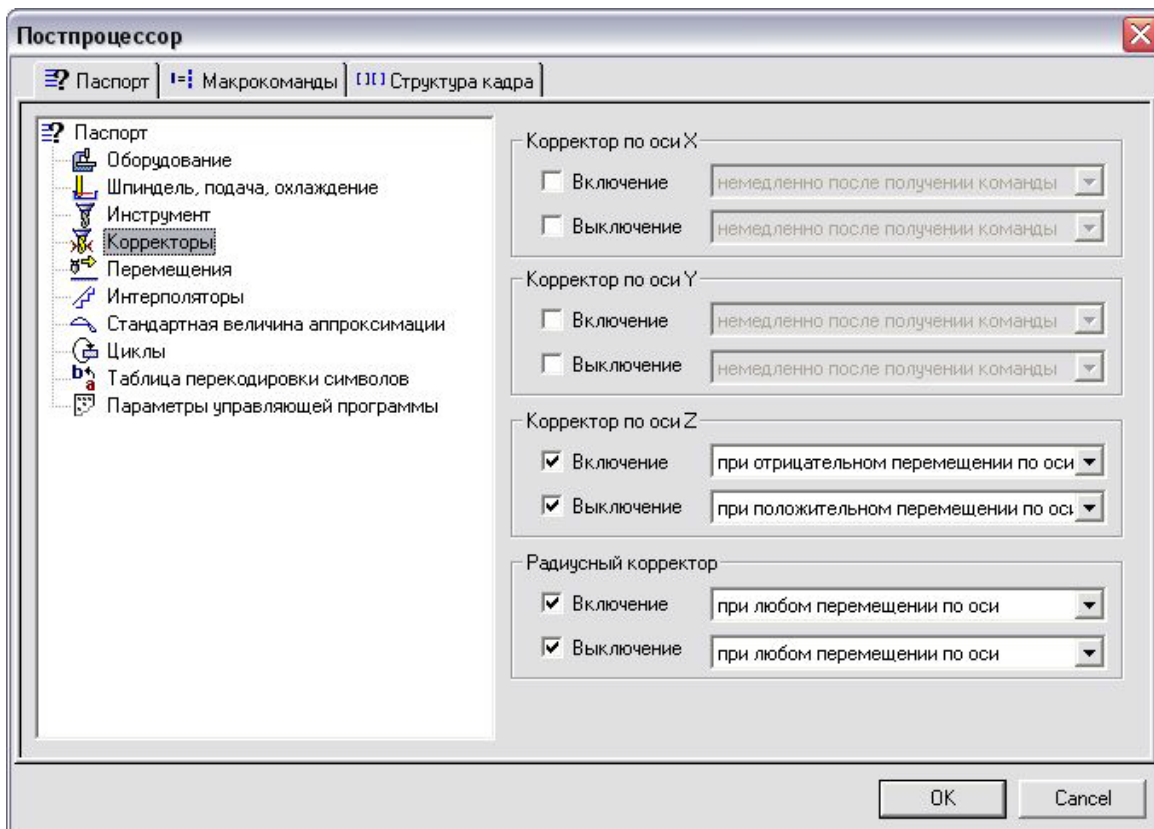 Постпроцессор
Паспорт
Макрокоманды
Структура кадра
Паспорт
Оборудование
Шпиндель, подача, охлаждение
Инструмент
Корректоры
Перемещения
Интерполяторы
Стандартная величина аппроксимации
Циклы
Таблица перекодировки символов
Параметры управляющей программы
Корректор по оси X
Включение немедленно после получении команды
Выключение немедленно после получении команды
Корректор по оси Y
Включение немедленно после получении команды
Выключение немедленно после получении команды
Корректор по оси Z
Включение при отрицательном перемещении по оси
Выключение при положительном перемещении по оси
Радиусный корректор
Включение при любом перемещении по оси
Выключение при любом перемещении по оси
OK Cancel